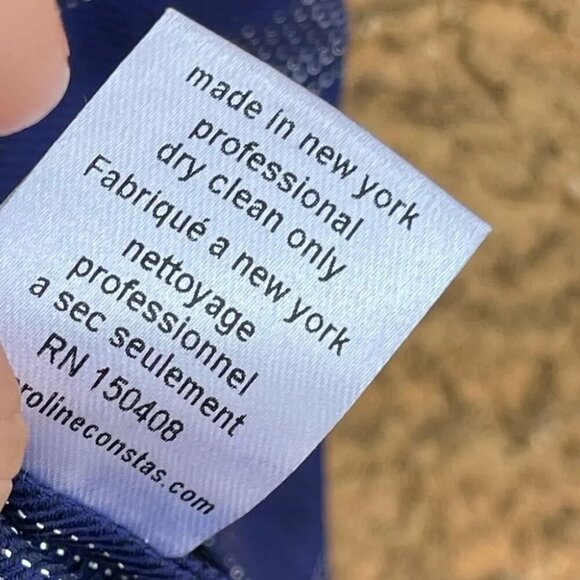 made in new york
professional
dry clean only
Fabriqué a new york
nettoyage
professionnel
a sec seulement
RN 150408
rolineconstas.com